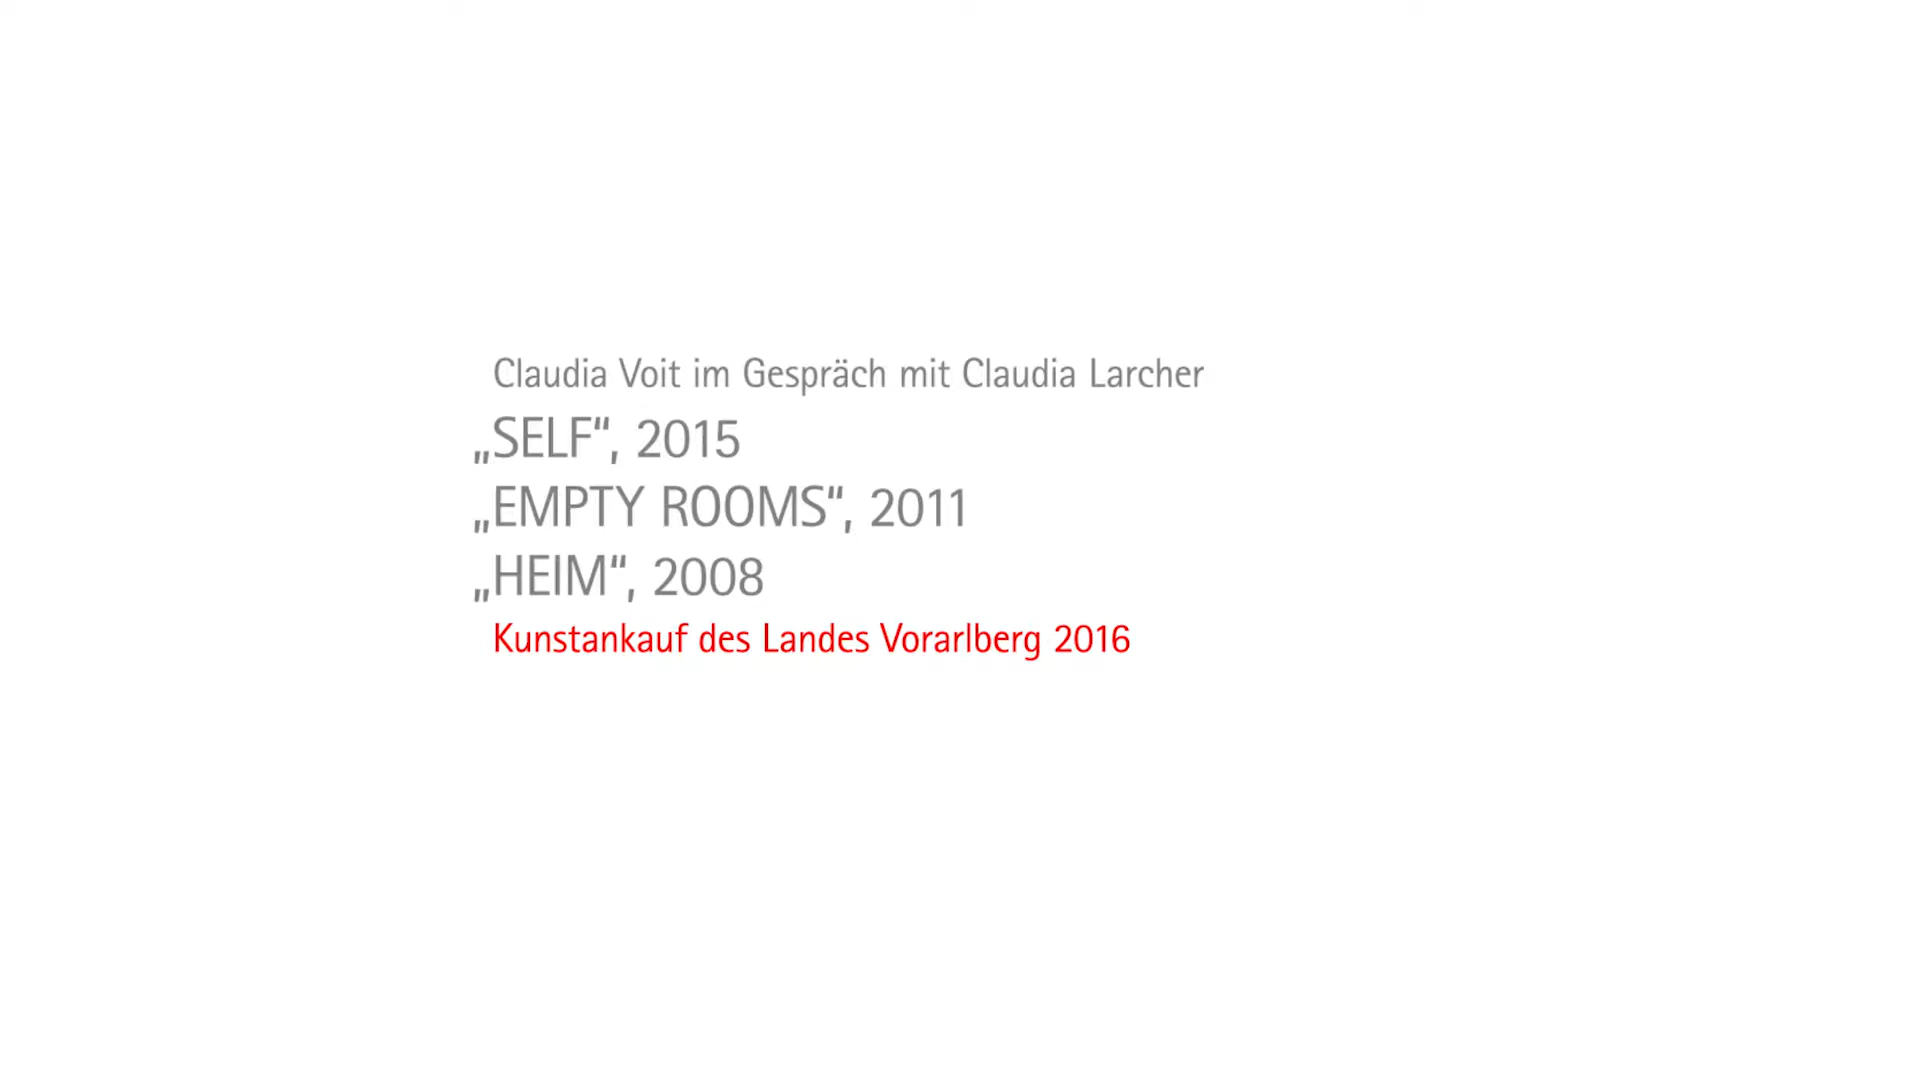 Claudia Voit im Gespräch mit Claudia Larcher
„SELF“, 2015
„EMPTY ROOMS“, 2011
„HEIM“, 2008
Kunstankauf des Landes Vorarlberg 2016